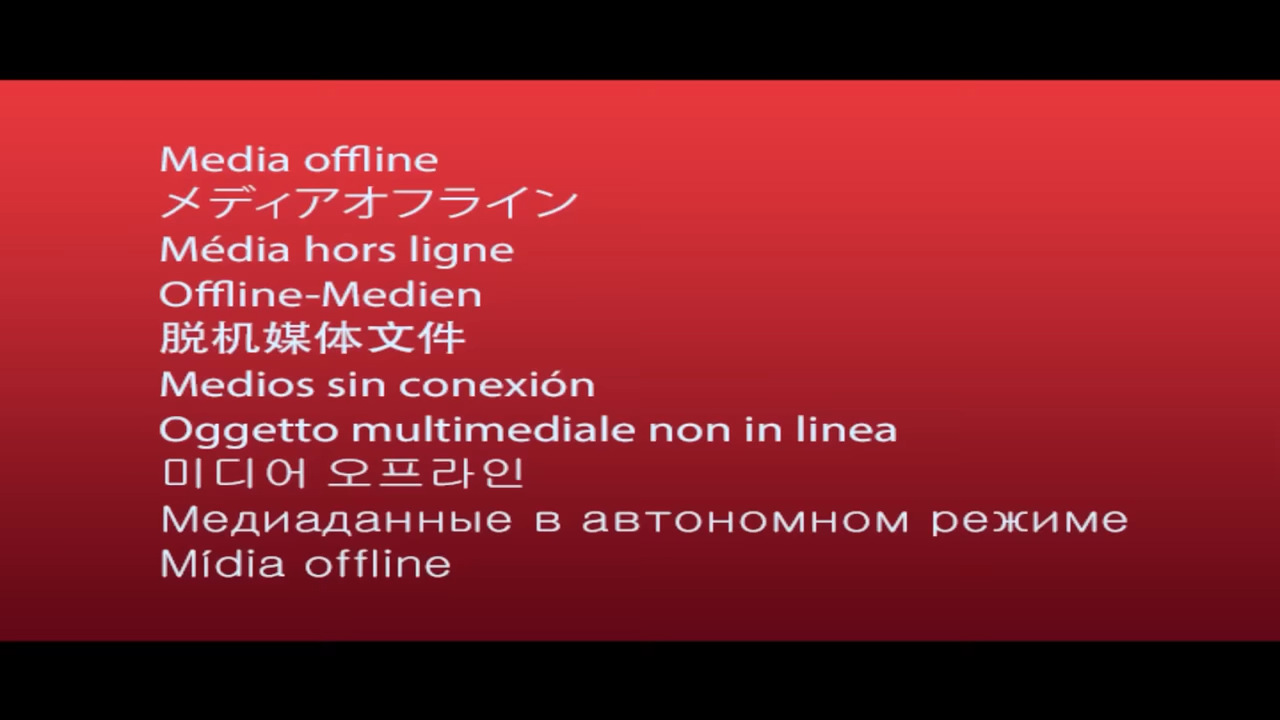 Media offline
メディアオフライン
Média hors ligne
Offline-Medien
脱机媒体文件
Medios sin conexión
Oggetto multimediale non in linea
미디어 오프라인
Медиаданные в автономном режиме
Mídia offline